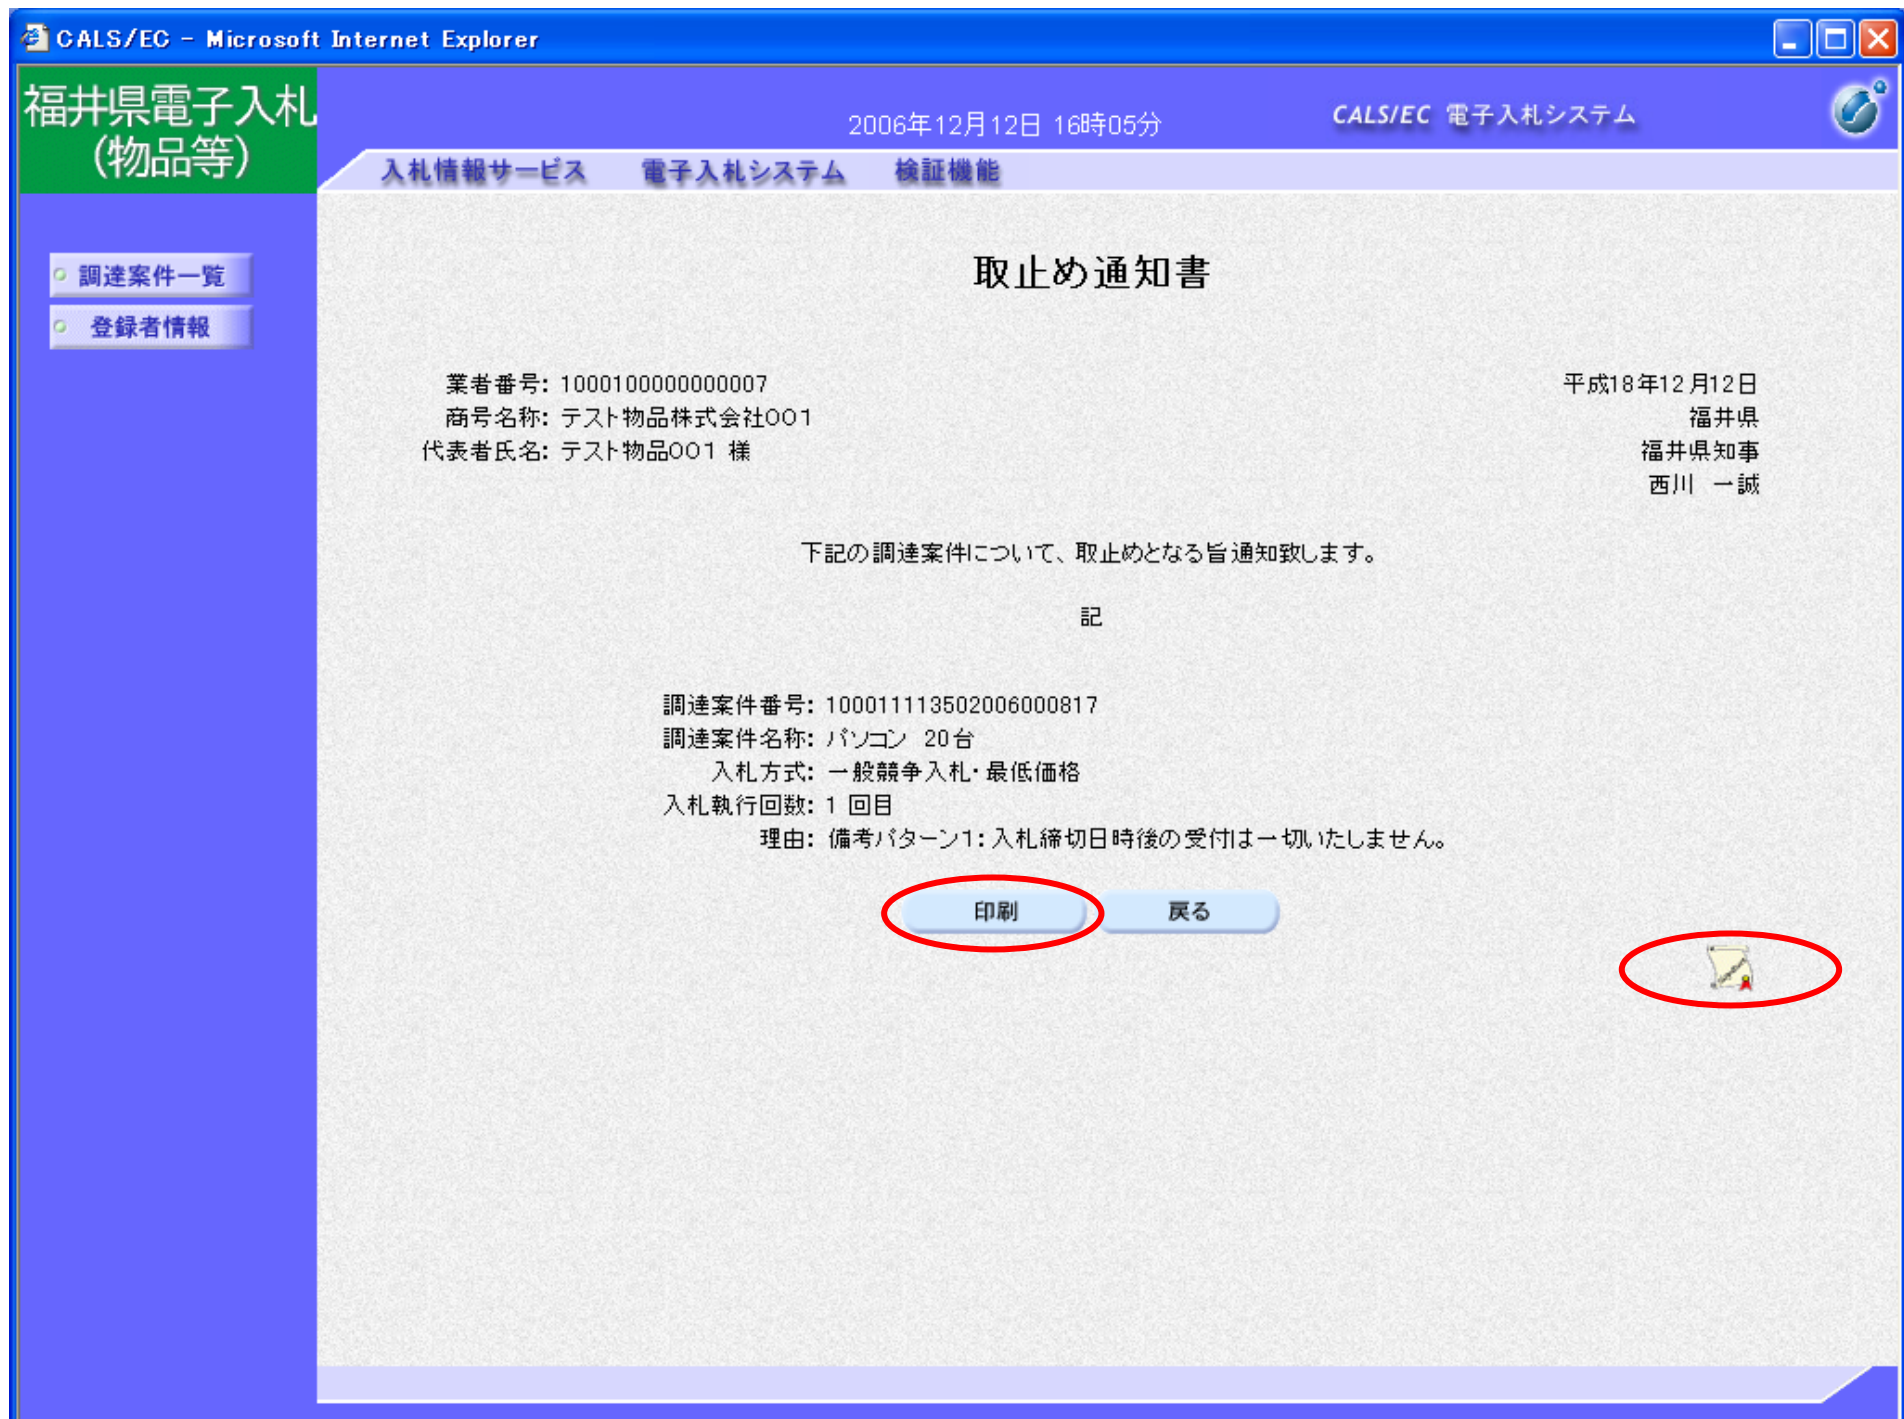 CALS/EC - Microsoft Internet Explorer
福井県電子入札
(物品等)
2006年12月12日 16時05分
CALS/EC 電子入札システム
入札情報サービス 電子入札システム 検証機能
調達案件一覧
登録者情報
取止め通知書
業者番号: 1000100000000007
商号名称: テスト物品株式会社001
代表者氏名: テスト物品001 様
平成18年12月12日
福井県
福井県知事
西川 一誠
下記の調達案件について、取止めとなる旨通知致します。
記
調達案件番号: 100011113502006000817
調達案件名称: パソコン 20台
入札方式: 一般競争入札・最低価格
入札執行回数: 1 回目
理由: 備考パターン1:入札締切日時後の受付は一切いたしません。
印刷 戻る